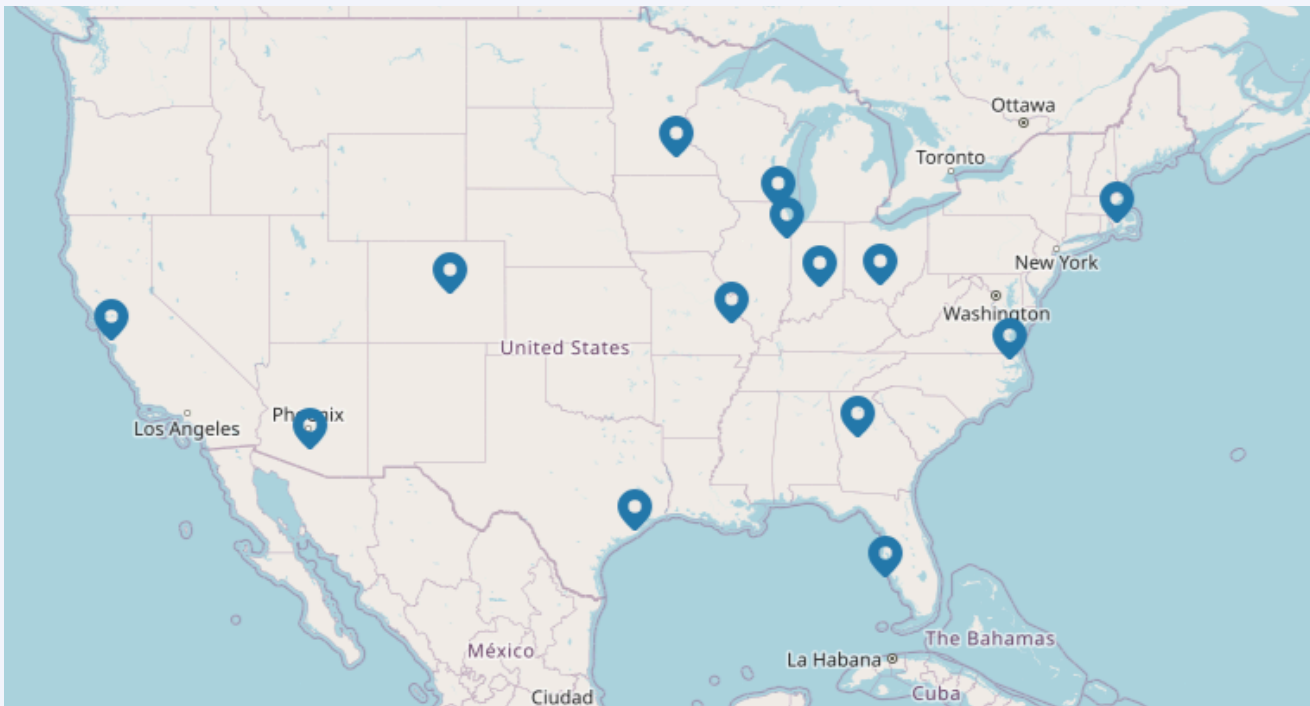 Ottawa
Toronto
New York
Washington
United States
Phoenix
Los Angeles
The Bahamas
México
La Habana
Cuba
Ciudad